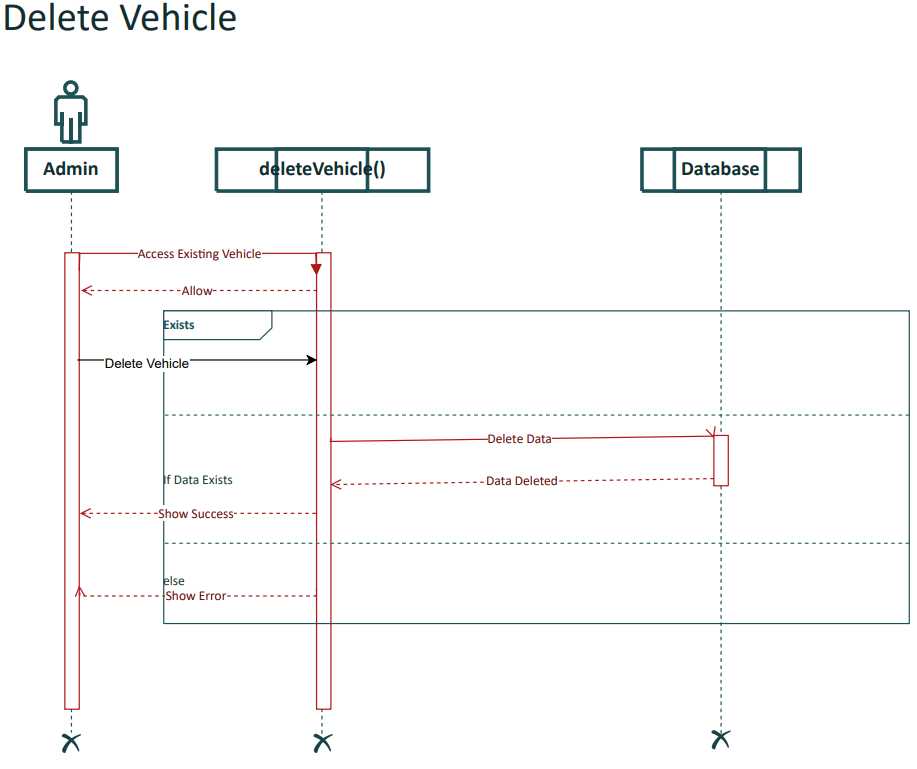 Delete Vehicle
Admin
deleteVehicle()
Database
Access Existing Vehicle
Allow
Exists
Delete Vehicle
Delete Data
If Data Exists
Data Deleted
Show Success
else
Show Error